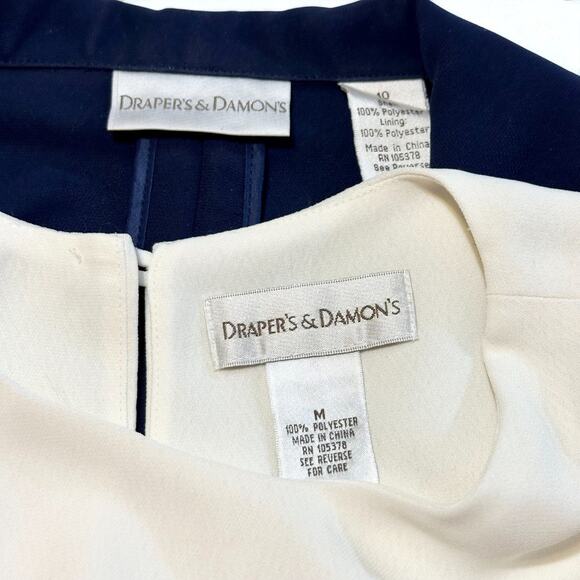 DRAPER'S & DAMON'S
10
100% Polyester
Lining:
100% Polyester
Made in China
RN 105378
See Reverse
DRAPER'S & DAMON'S
M
100% POLYESTER
MADE IN CHINA
RN 105378
SEE REVERSE
FOR CARE